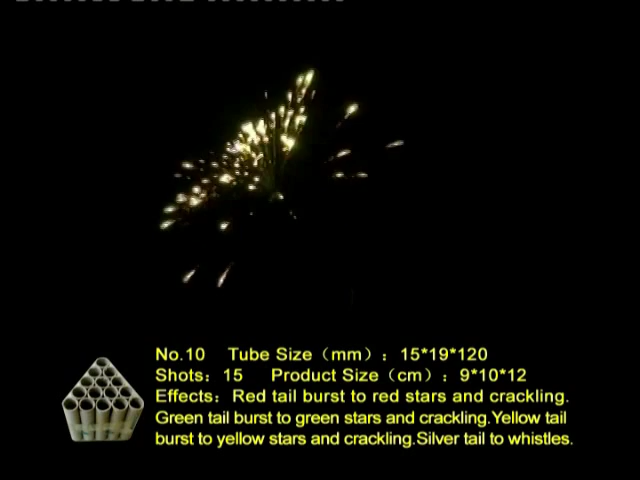 No.10 Tube Size（mm）：15*19*120
Shots：15 Product Size（cm）：9*10*12
Effects：Red tail burst to red stars and crackling.
Green tail burst to green stars and crackling.Yellow tail
burst to yellow stars and crackling.Silver tail to whistles.